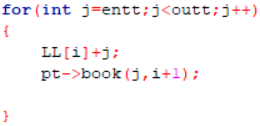 for(int j=entt;j<outt;j++)
{
LL[i]+j;
pt->book(j,i+1);
}